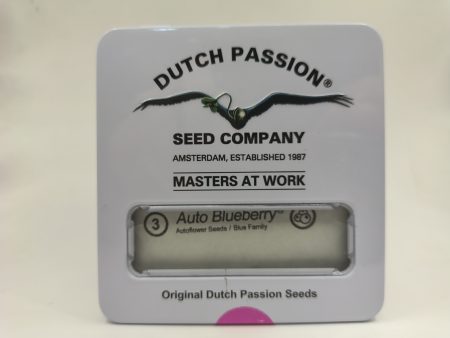 DUTCH PASSION®
SEED COMPANY
AMSTERDAM, ESTABLISHED 1987
MASTERS AT WORK
3 Auto Blueberry
Autoflower Seeds / Blue Family
Original Dutch Passion Seeds